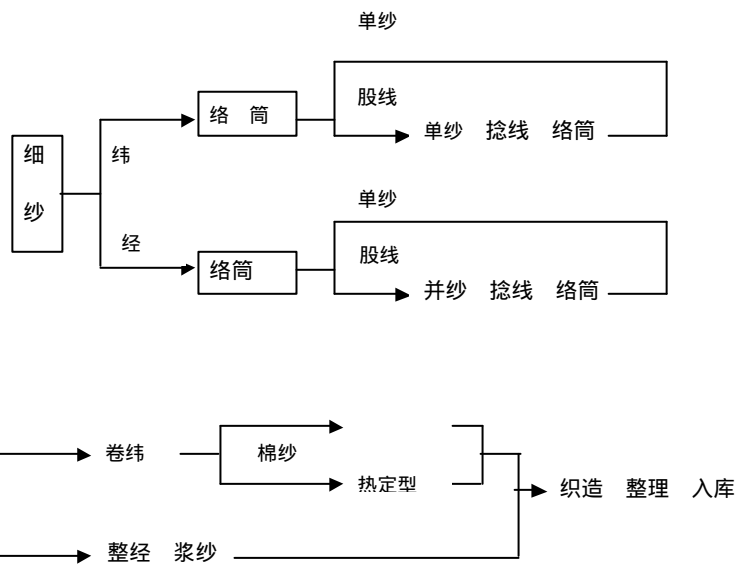 单纱
股线
络 筒
单纱 捻线 络筒
细
纱
纬
单纱
经
股线
络筒
并纱 捻线 络筒
卷纬
棉纱
热定型
织造 整理 入库
整经 浆纱